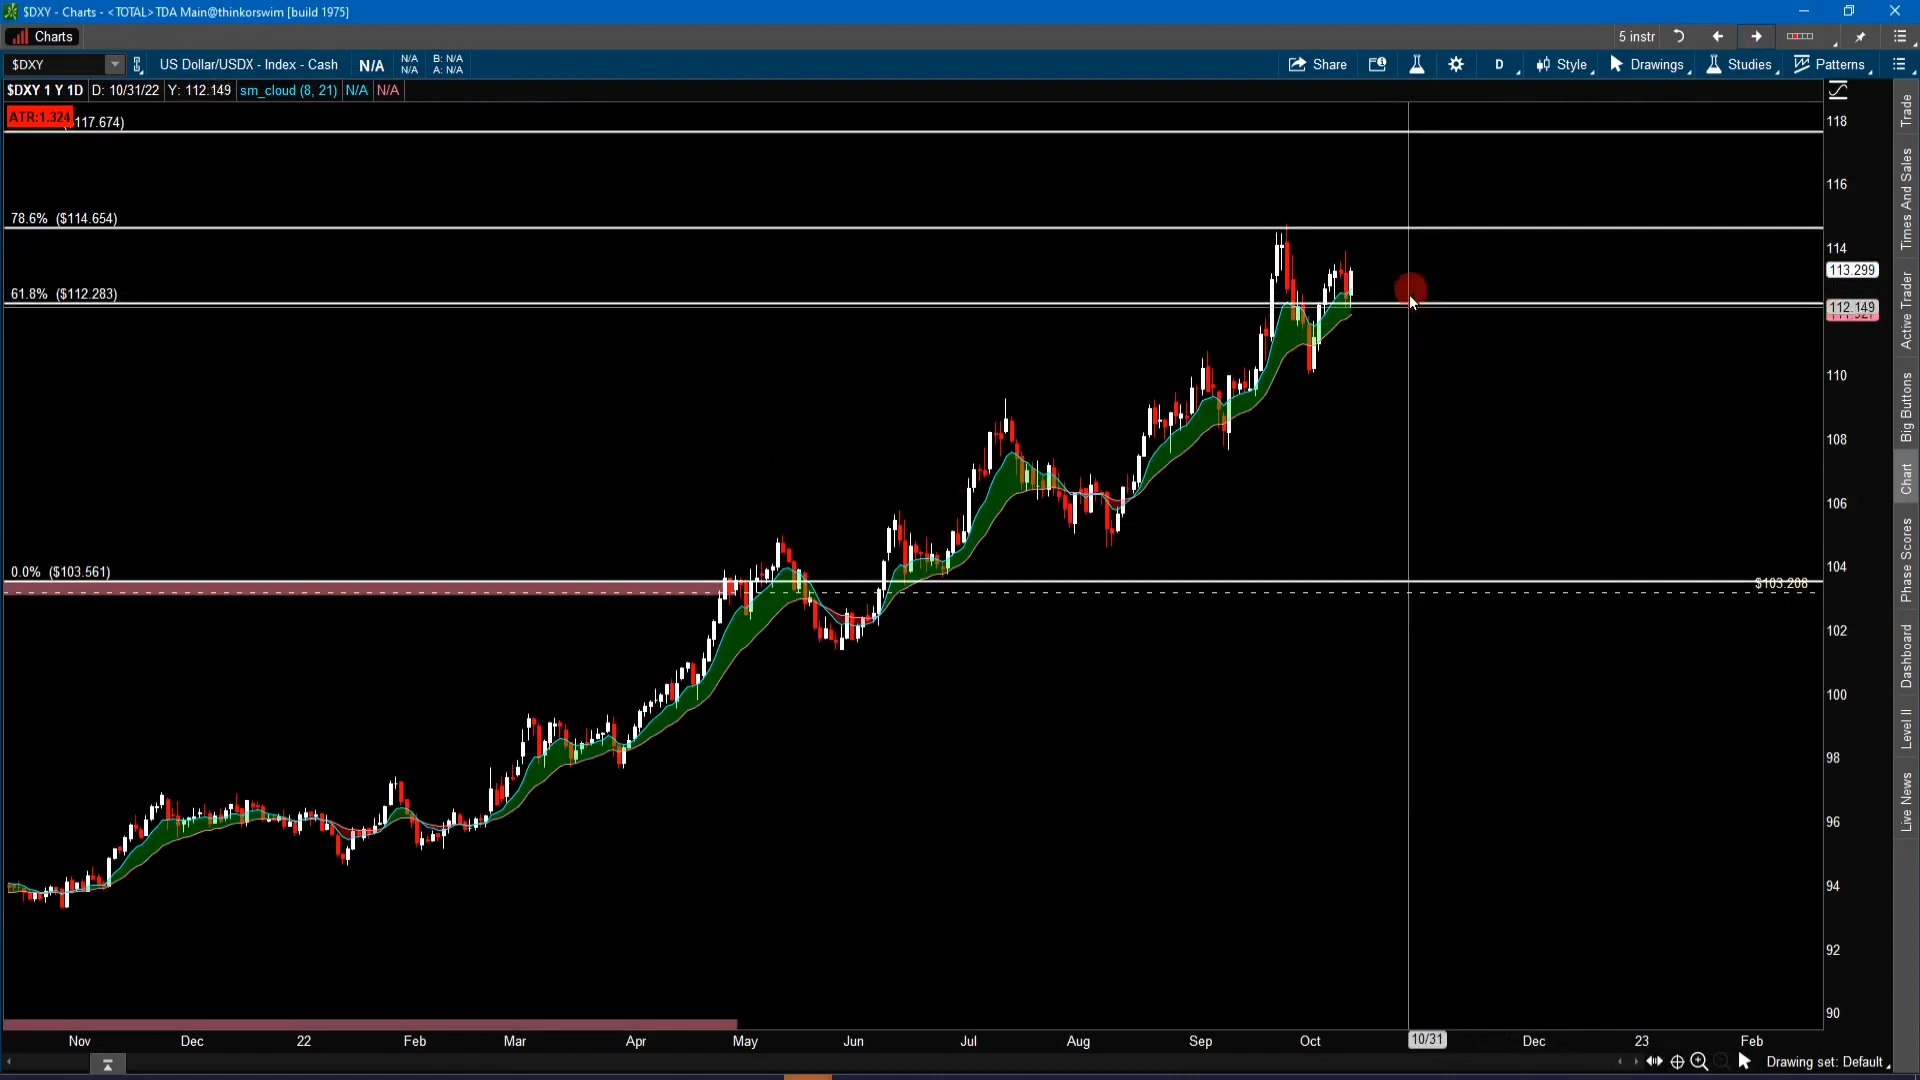 $DXY - Charts - <TOTAL> TDA Main@thinkorswim [build 1975]
Charts
5 instr
$DXY
US Dollar/USDX - Index - Cash
N/A
N/A
N/A
B: N/A
A: N/A
Share
D
Style
Drawings
Studies
Patterns
$DXY 1 Y 1D
D: 10/31/22
Y: 112.149
sm_cloud (8, 21)
N/A
N/A
ATR:1.324
117.674)
78.6% ($114.654)
61.8% ($112.283)
0.0% ($103.561)
$103.208
118
116
114
113.299
112.149
110
108
106
104
102
100
98
96
94
92
90
Nov
Dec
22
Feb
Mar
Apr
May
Jun
Jul
Aug
Sep
Oct
10/31
Dec
23
Feb
Drawing set: Default
Trade
Times And Sales
Active Trader
Big Buttons
Chart
Phase Scores
Dashboard
Level II
Live News